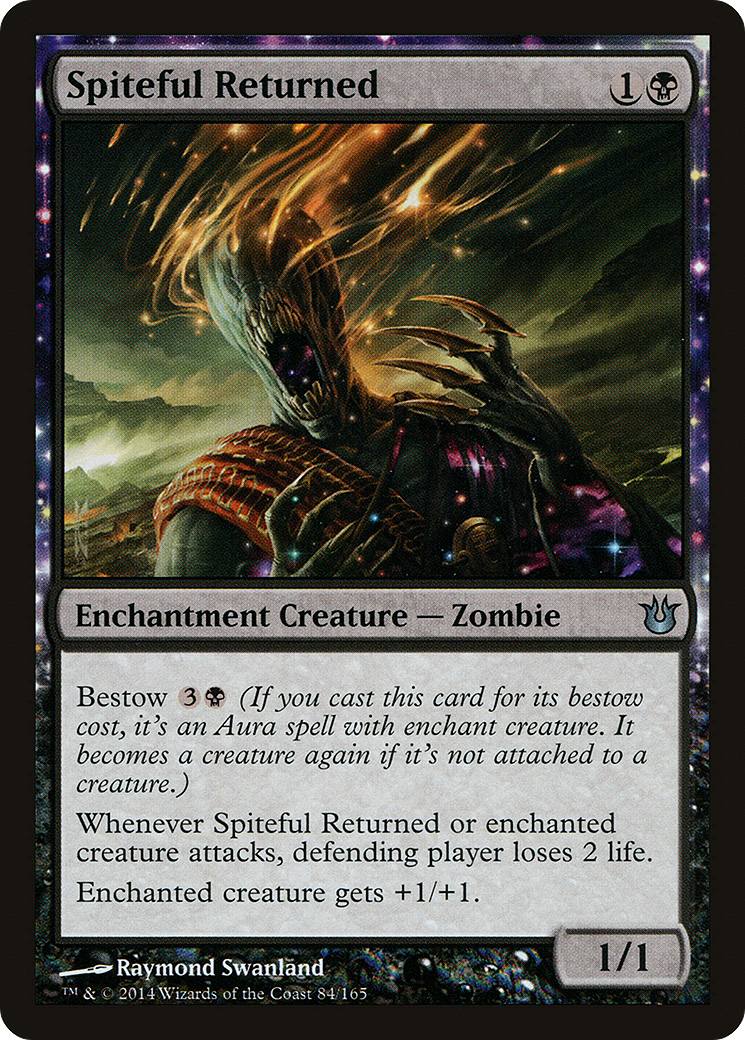 Spiteful Returned 1
Enchantment Creature — Zombie
Bestow 3 (If you cast this card for its bestow
cost, it's an Aura spell with enchant creature. It
becomes a creature again if it's not attached to a
creature.)
Whenever Spiteful Returned or enchanted
creature attacks, defending player loses 2 life.
Enchanted creature gets +1/+1.
1/1
Raymond Swanland
™ & © 2014 Wizards of the Coast 84/165